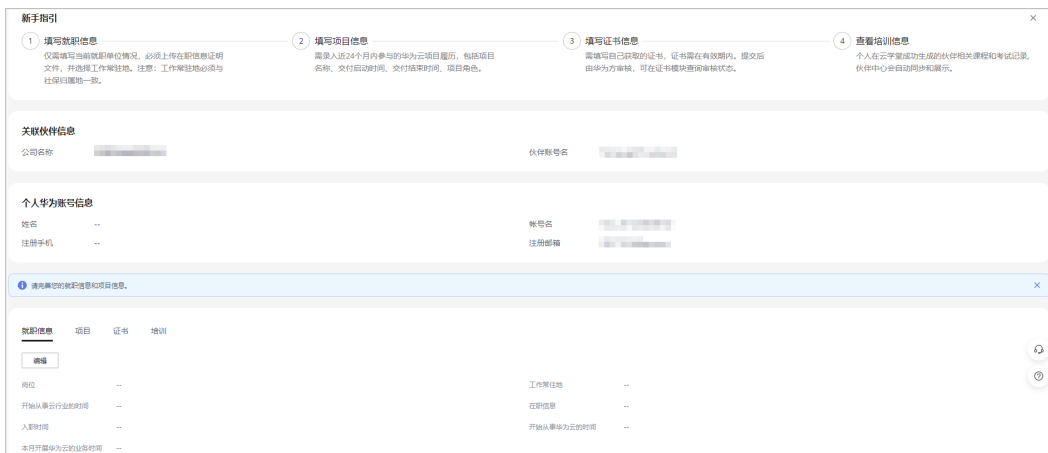 新手指引
1 填写就职信息
仅需填写当前就职单位情况，必须上传在职信息证明
文件，并选择工作常驻地。注意：工作常驻地必须与
社保归属地一致。
2 填写项目信息
需录入近24个月内参与的华为云项目履历，包括项目
名称、交付启动时间、交付结束时间、项目角色。
3 填写证书信息
需填写自己获取的证书，证书需在有效期内。提交后
由华为方审核，可在证书模块查询审核状态。
4 查看培训信息
个人在云学堂成功生成的伙伴相关课程和考试记录，
伙伴中心会自动同步和展示。
关联伙伴信息
公司名称
伙伴账号名
个人华为账号信息
姓名 --
帐号名
注册手机 --
注册邮箱
请完善您的就职信息和项目信息。
就职信息 项目 证书 培训
编辑
岗位 --
工作常住地 --
开始从事云行业的时间 --
在职信息 --
入职时间 --
开始从事华为云的时间 --
本月开展华为云的业务时间 --